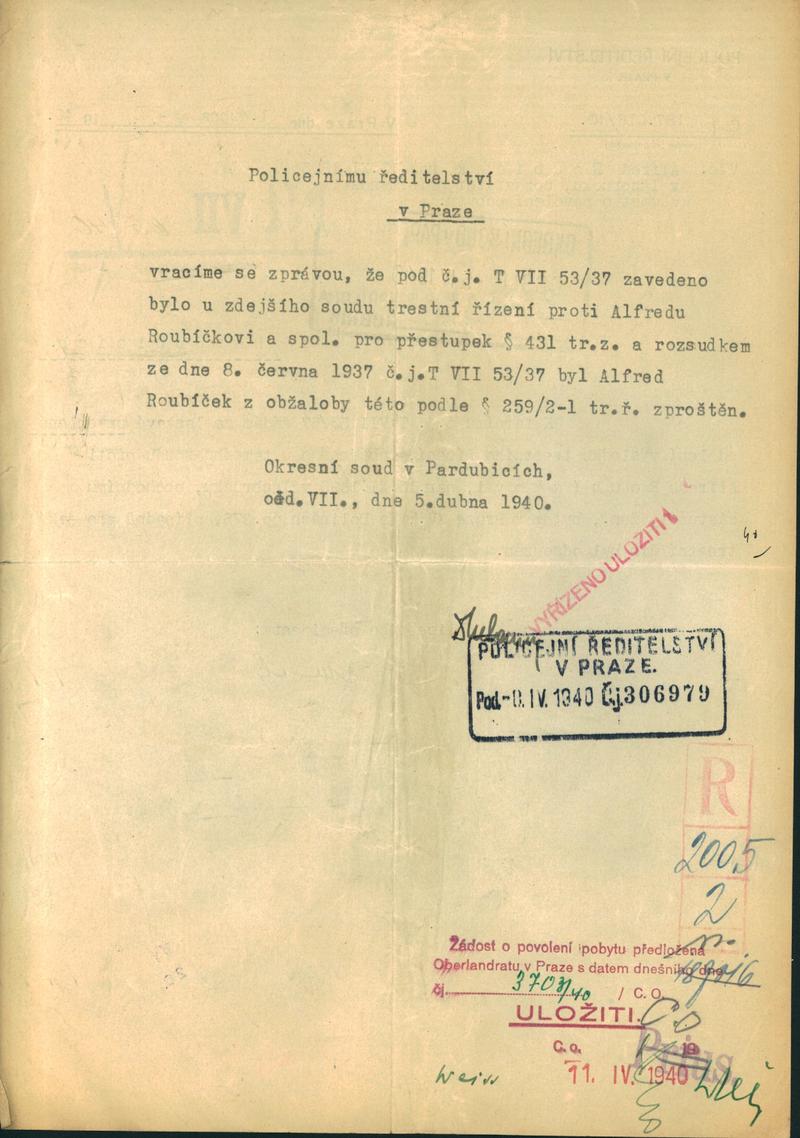 Policejnímu ředitelství
v Praze
vracíme se zprávou, že pod č.j. T VII 53/37 zavedeno
bylo u zdejšího soudu trestní řízení proti Alfredu
Roubíčkovi a spol. pro přestupek § 431 tr.z. a rozsudkem
ze dne 8. června 1937 č.j.T VII 53/37 byl Alfred
Roubíček z obžaloby této podle § 259/2-1 tr.ř. zproštěn.
Okresní soud v Pardubicích,
odd.VII., dne 5.dubna 1940.
VYŘÍZENO ULOŽITI
POLICEJNÍ ŘEDITELSTVÍ
V PRAZE.
Pod. IV. 1940 Čj.306979
R
2005
2
Žádost o povolení pobytu předložena
Oberlandratu v Praze s datem dnešního dne
čj. 3703/40 / C. O.
ULOŽITI.
C. o.
11. IV. 1940
Weiss